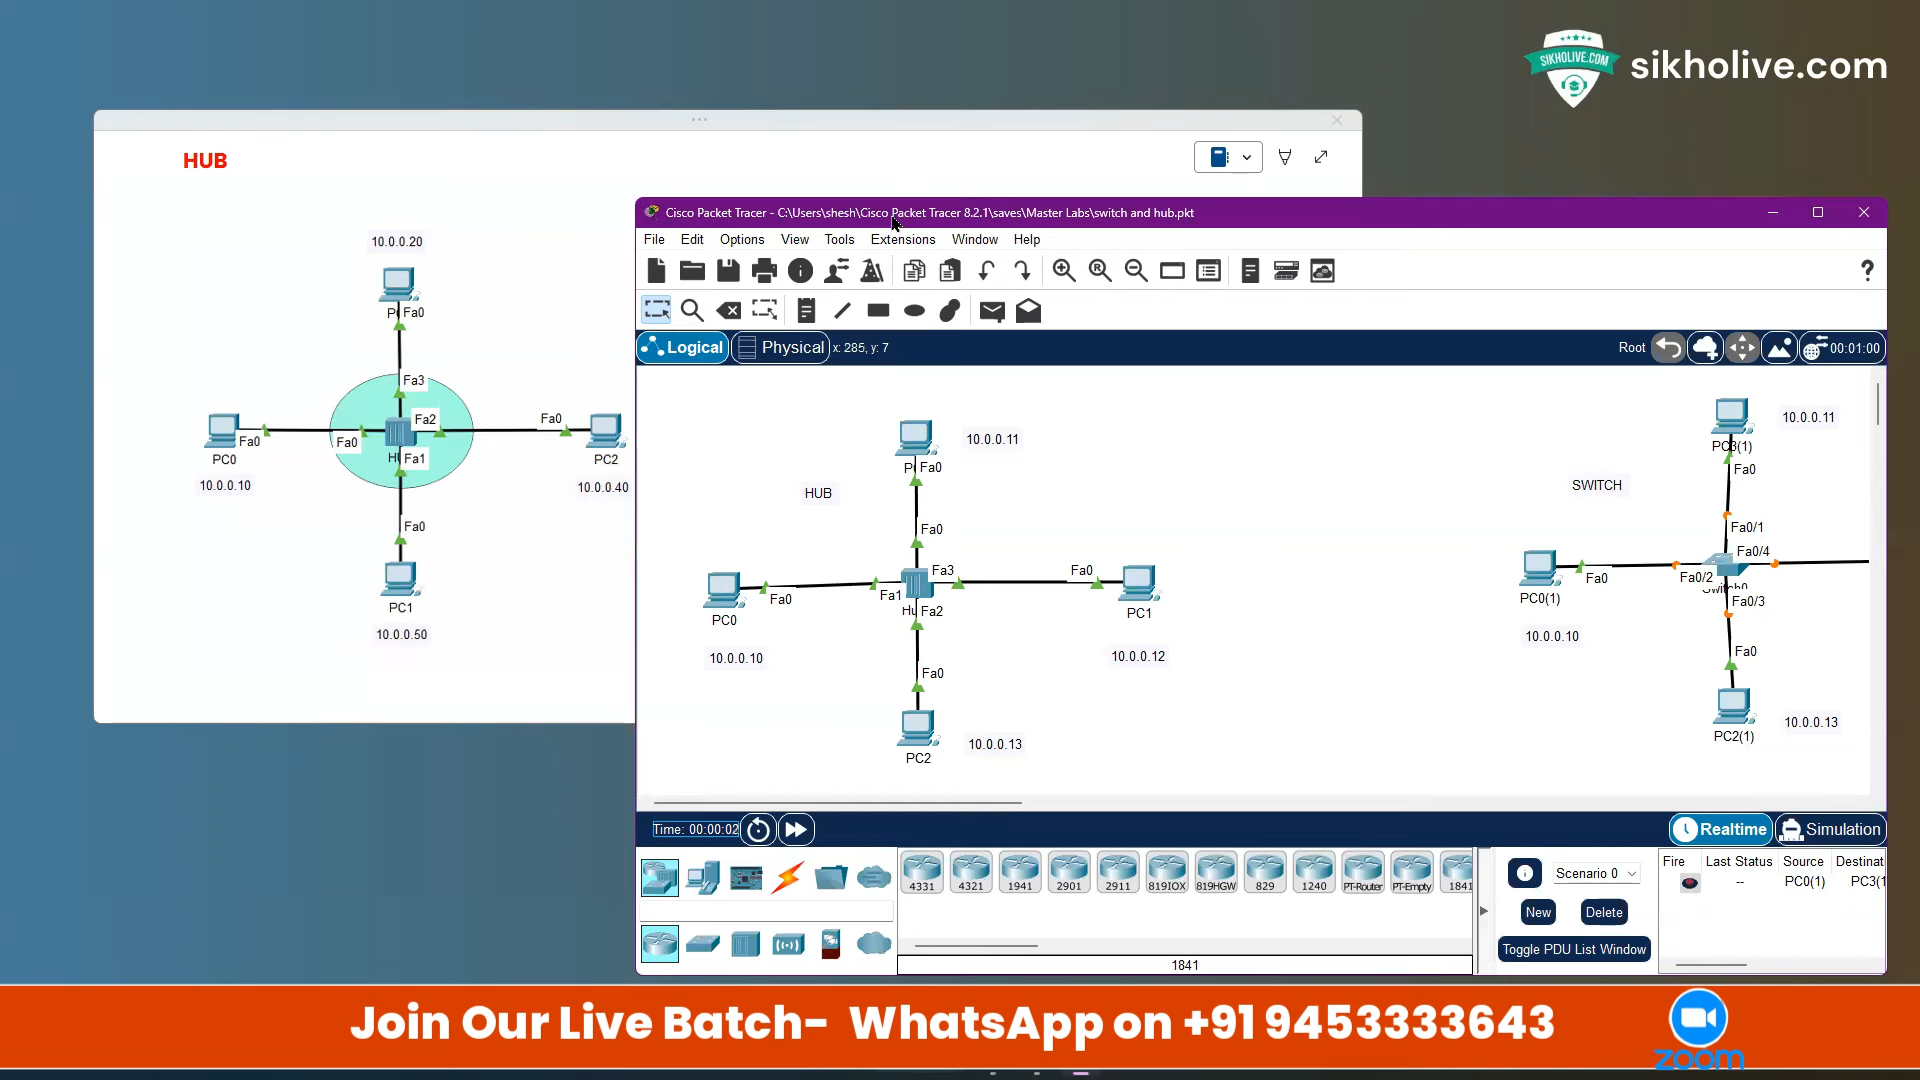 SIKHOLIVE.COM
sikholive.com
HUB
10.0.0.20
Fa0
Fa3
Fa2
Fa0
Fa0
Fa0
PC0
Fa1
PC2
10.0.0.10
10.0.0.40
Fa0
PC1
10.0.0.50
Cisco Packet Tracer - C:\Users\shesh\Cisco Packet Tracer 8.2.1\saves\Master Labs\switch and hub.pkt
File Edit Options View Tools Extensions Window Help
Logical Physical x: 285, y: 7
Root 00:01:00
10.0.0.11
Fa0
HUB
Fa0
Fa3
Fa0
Fa0
Fa1
Fa2
PC0
PC1
10.0.0.10
10.0.0.12
Fa0
10.0.0.13
PC2
10.0.0.11
PC3(1)
Fa0
SWITCH
Fa0/1
Fa0/4
Fa0
Fa0/2
Switch0
PC0(1)
Fa0/3
10.0.0.10
Fa0
10.0.0.13
PC2(1)
Time: 00:00:02
Realtime Simulation
4331 4321 1941 2901 2911 819IOX 819HGW 829 1240 PT-Router PT-Empty 1841
1841
Scenario 0
New Delete
Toggle PDU List Window
Fire Last Status Source Destinat
-- PC0(1) PC3(1
Join Our Live Batch- WhatsApp on +91 9453333643
zoom